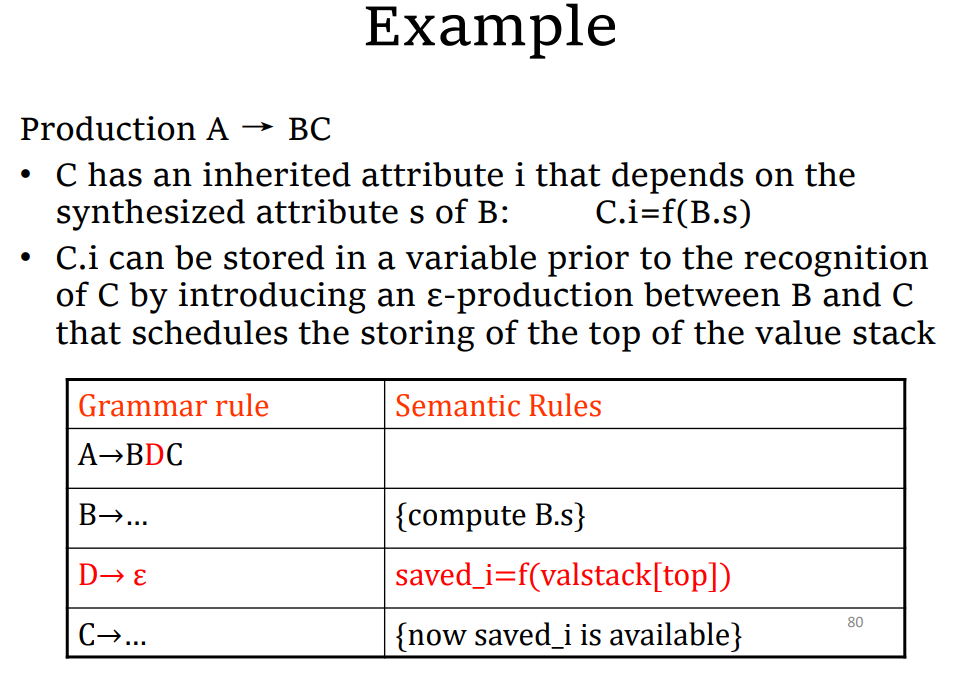 Example
Production A → BC
• C has an inherited attribute i that depends on the
synthesized attribute s of B: C.i=f(B.s)
• C.i can be stored in a variable prior to the recognition
of C by introducing an ε-production between B and C
that schedules the storing of the top of the value stack
Grammar rule Semantic Rules
A→BDC
B→... {compute B.s}
D→ ε saved_i=f(valstack[top])
C→... {now saved_i is available}
80